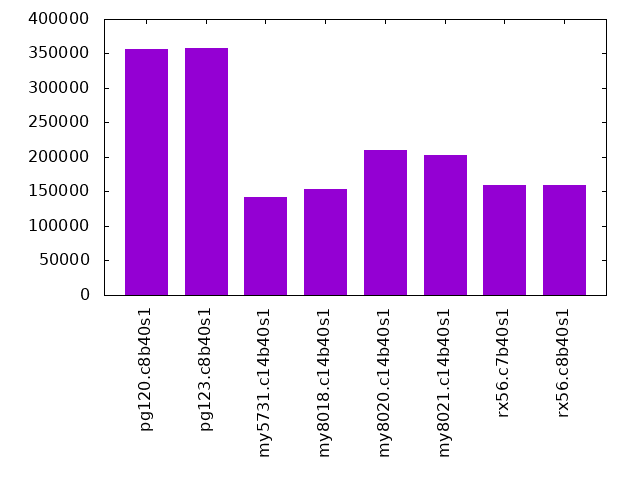 400000
350000
300000
250000
200000
150000
100000
50000
0
pg120.c8b40s1
pg123.c8b40s1
my5731.c14b40s1
my8018.c14b40s1
my8020.c14b40s1
my8021.c14b40s1
rx56.c7b40s1
rx56.c8b40s1